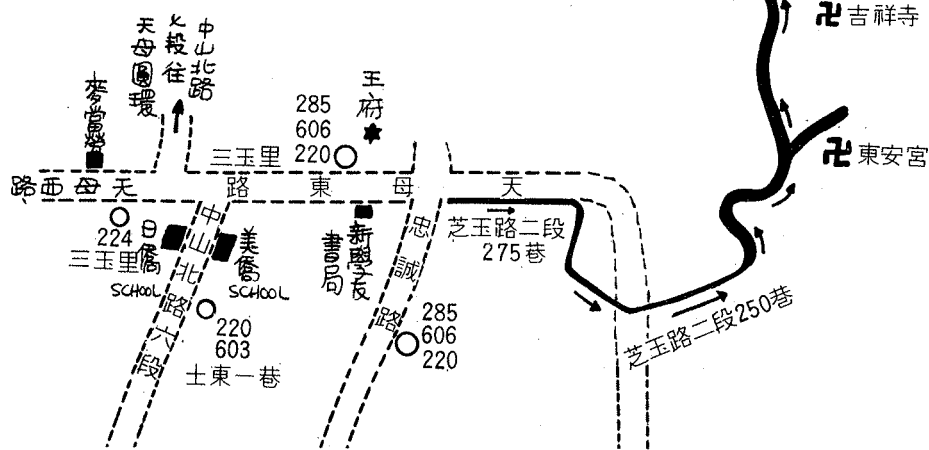 吉祥寺
東安宮
中山北路
七段往
天母圓環
麥當勞
王府
285
606
220
三玉里
天母西路
天母東路
224
三玉里
日僑
SCHOOL
美僑
SCHOOL
中山北路六段
220
603
士東一巷
新學友
書局
忠誠路
285
606
220
芝玉路二段
275巷
芝玉路二段250巷